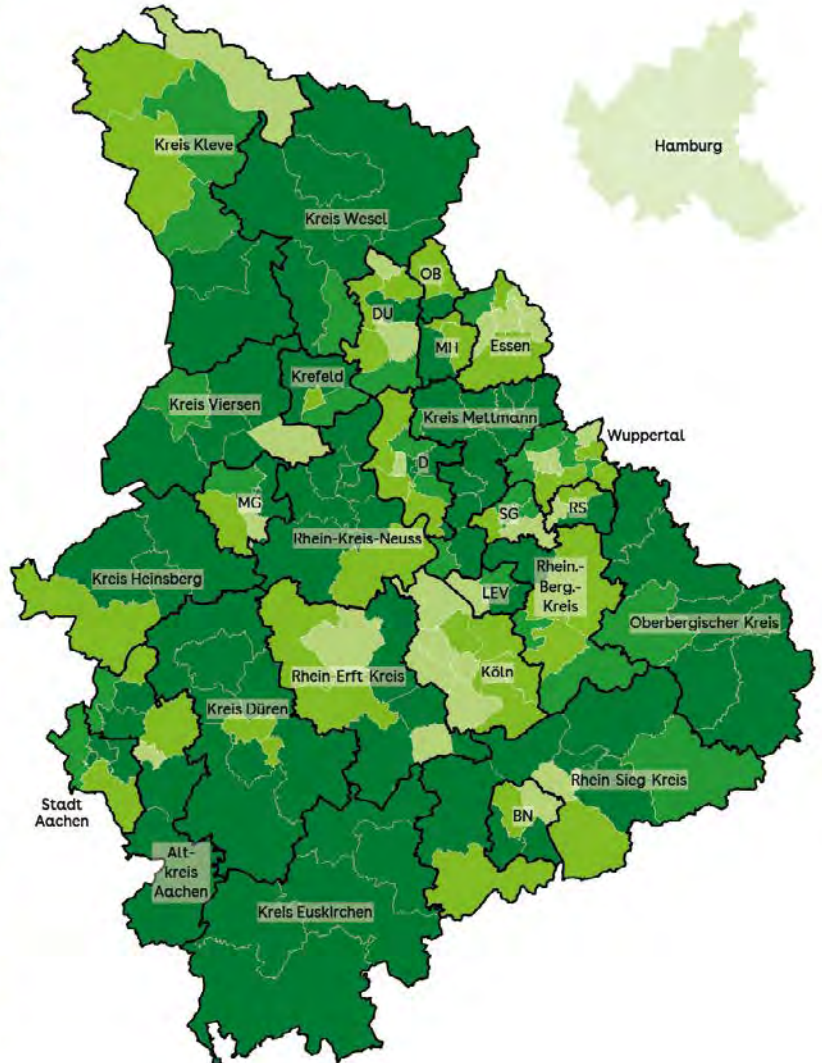 Hamburg
Kreis Kleve
Kreis Wesel
OB
DU
MH
Essen
Krefeld
Kreis Viersen
Kreis Mettmann
Wuppertal
D
MG
SG
RS
Rhein-Kreis-Neuss
Kreis Heinsberg
LEV
Rhein.-
Berg.-
Kreis
Oberbergischer Kreis
Rhein-Erft-Kreis
Köln
Kreis Düren
Rhein-Sieg-Kreis
Stadt
Aachen
BN
Alt-
kreis
Aachen
Kreis Euskirchen